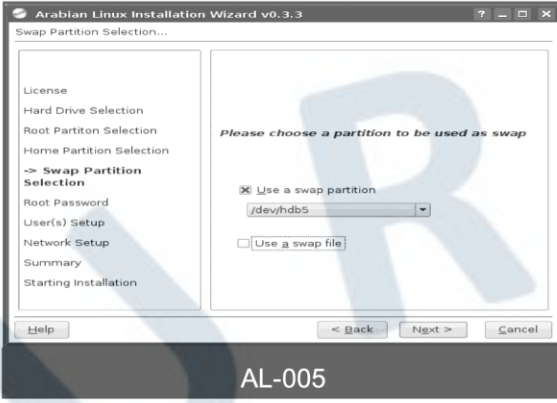 Arabian Linux Installation Wizard v0.3.3
Swap Partition Selection...
License
Hard Drive Selection
Root Partiton Selection
Home Partition Selection
-> Swap Partition
Selection
Root Password
User(s) Setup
Network Setup
Summary
Starting Installation
Please choose a partition to be used as swap
Use a swap partition
/dev/hdb5
Use a swap file
Help
< Back
Next >
Cancel
AL-005